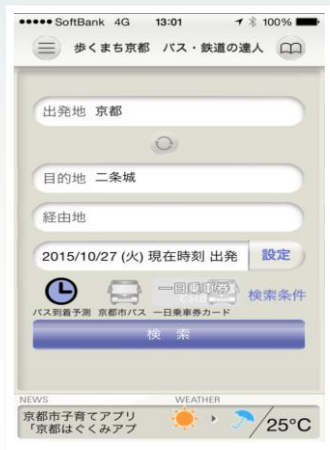 SoftBank 4G 13:01 100%
歩くまち京都 バス・鉄道の達人
出発地 京都
目的地 二条城
経由地
2015/10/27 (火) 現在時刻 出発 設定
一日乗車券
Card
バス到着予測 京都市バス 一日乗車券カード 検索条件
検 索
NEWS WEATHER
京都市子育てアプリ
「京都はぐくみアプ
25°C